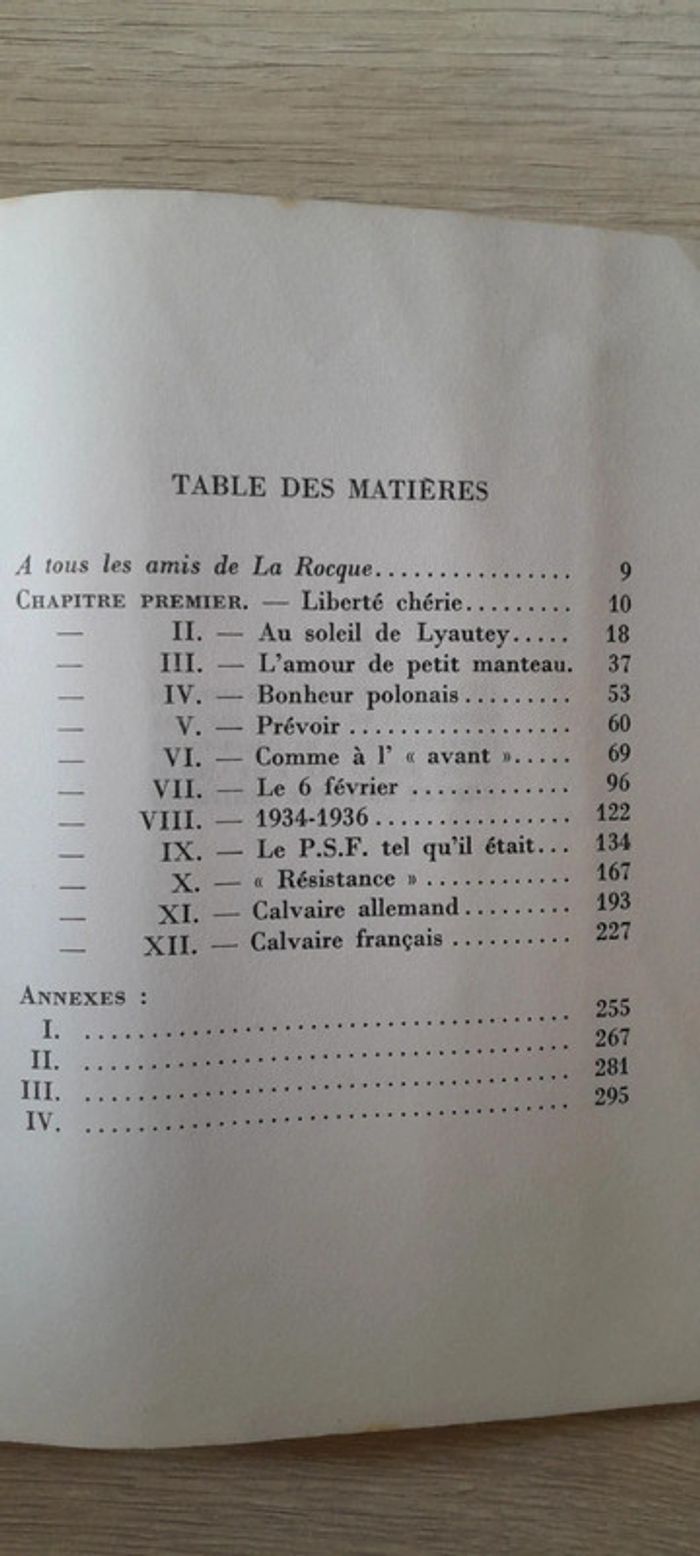 TABLE DES MATIÈRES
A tous les amis de La Rocque................ 9
CHAPITRE PREMIER. — Liberté chérie......... 10
— II. — Au soleil de Lyautey..... 18
— III. — L'amour de petit manteau. 37
— IV. — Bonheur polonais......... 53
— V. — Prévoir .................. 60
— VI. — Comme à l' « avant »..... 69
— VII. — Le 6 février ............. 96
— VIII. — 1934-1936................ 122
— IX. — Le P.S.F. tel qu'il était... 134
— X. — « Résistance » ............ 167
— XI. — Calvaire allemand......... 193
— XII. — Calvaire français .......... 227
ANNEXES :
I. ........................................ 255
II. ........................................ 267
III. ........................................ 281
IV. ........................................ 295